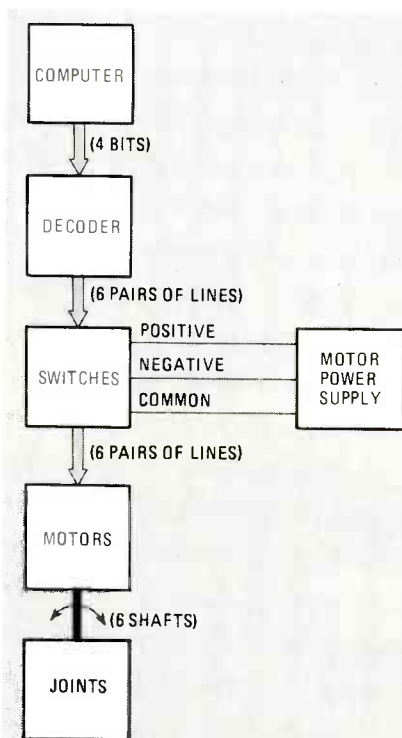 COMPUTER
(4 BITS)
DECODER
(6 PAIRS OF LINES)
POSITIVE
NEGATIVE
COMMON
SWITCHES
MOTOR
POWER
SUPPLY
(6 PAIRS OF LINES)
MOTORS
(6 SHAFTS)
JOINTS